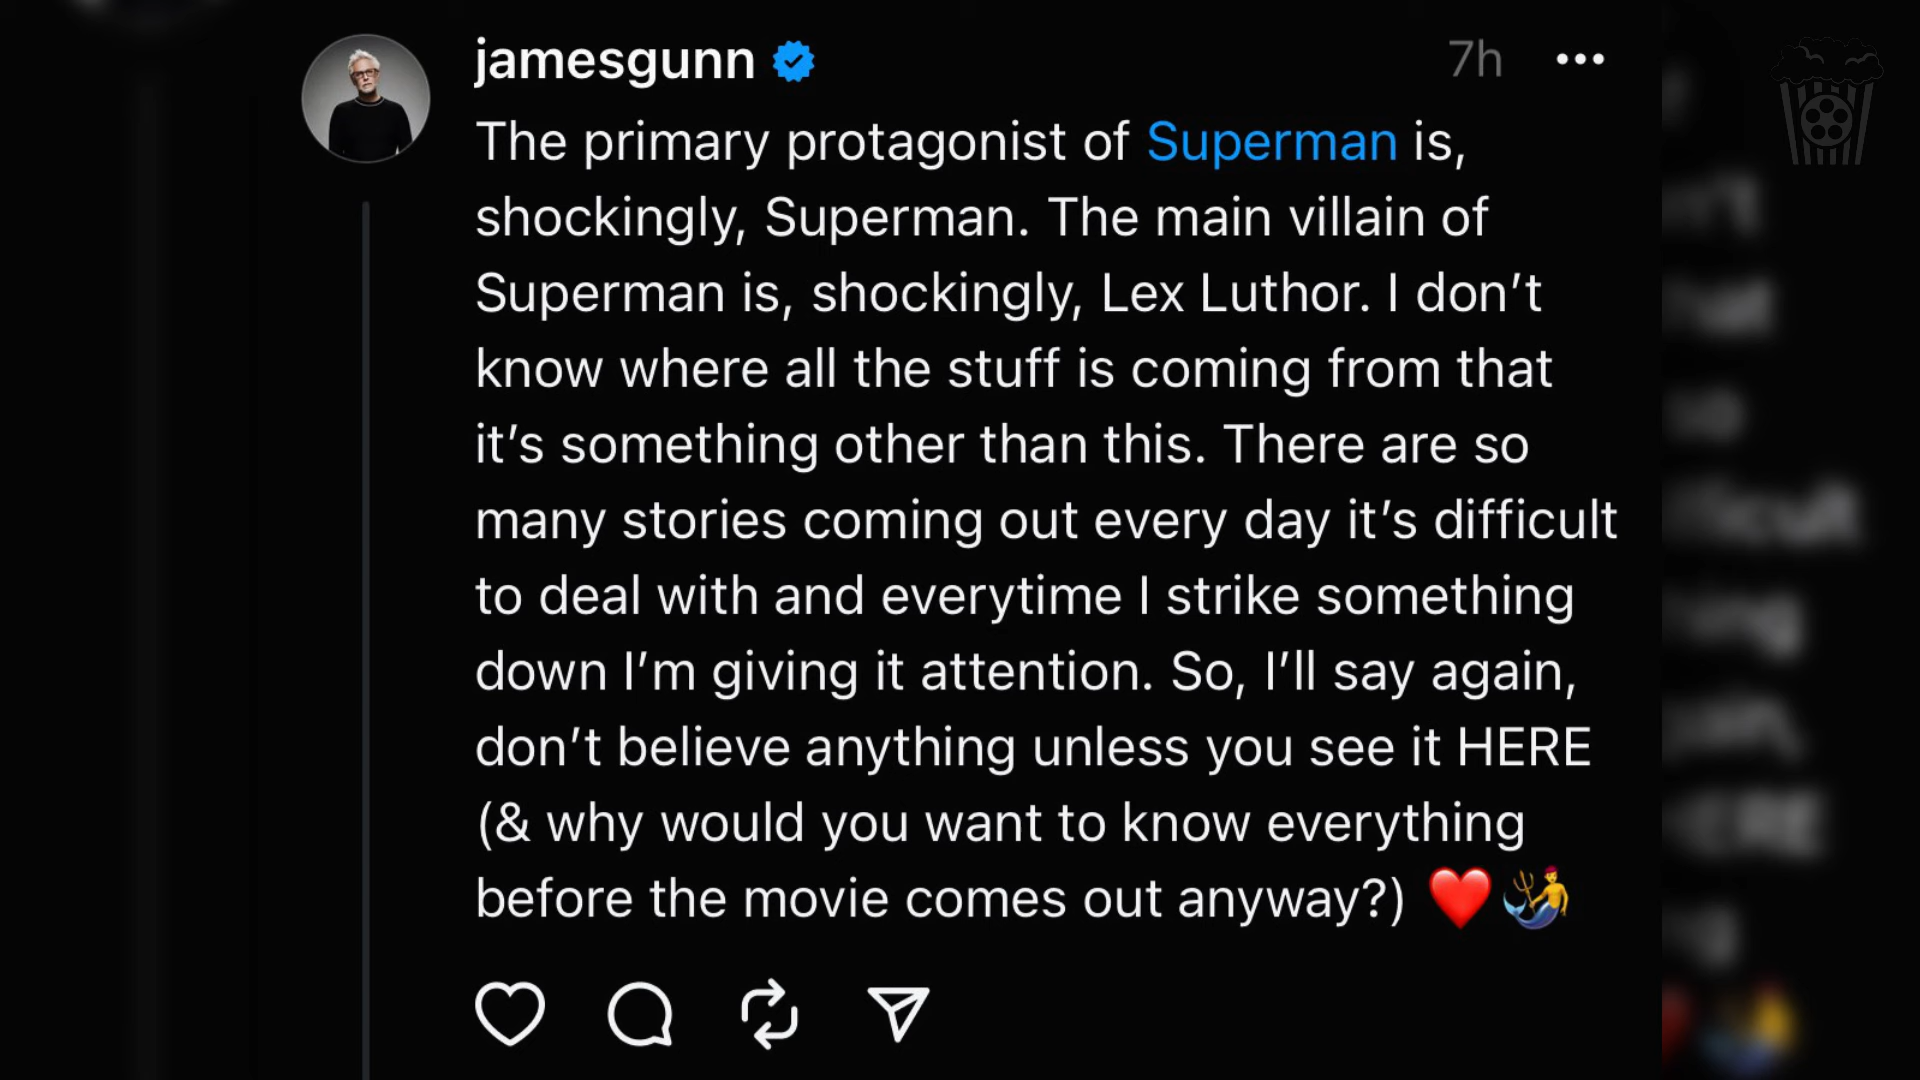 jamesgunn 7h
The primary protagonist of Superman is,
shockingly, Superman. The main villain of
Superman is, shockingly, Lex Luthor. I don’t
know where all the stuff is coming from that
it’s something other than this. There are so
many stories coming out every day it’s difficult
to deal with and everytime I strike something
down I’m giving it attention. So, I’ll say again,
don’t believe anything unless you see it HERE
(& why would you want to know everything
before the movie comes out anyway?) ❤️🧜‍♂️